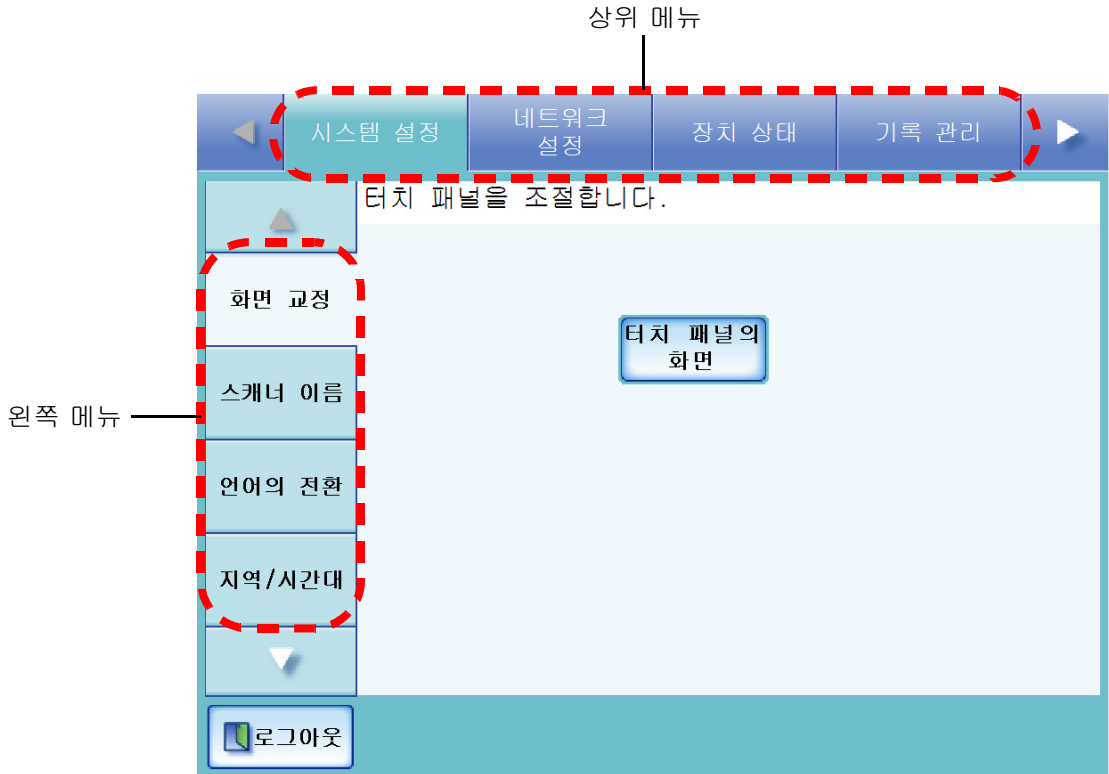 상위 메뉴
시스템 설정
네트워크
설정
장치 상태
기록 관리
터치 패널을 조절합니다.
화면 교정
터치 패널의
화면
스캐너 이름
왼쪽 메뉴
언어의 전환
지역/시간대
로그아웃